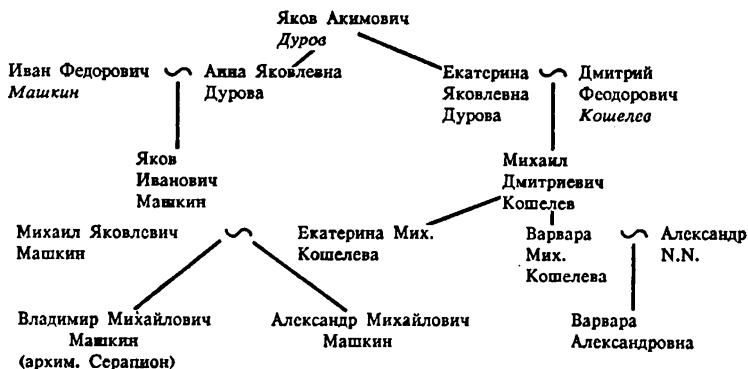 Яков Акимович
Дуров
Иван Федорович
Машкин
Анна Яковлевна
Дурова
Екатерина
Яковлевна
Дурова
Дмитрий
Феодорович
Кошелев
Яков
Иванович
Машкин
Михаил
Дмитриевич
Кошелев
Михаил Яковлевич
Машкин
Екатерина Мих.
Кошелева
Варвара
Мих.
Кошелева
Александр
N.N.
Владимир Михайлович
Машкин
(архим. Серапион)
Александр Михайлович
Машкин
Варвара
Александровна